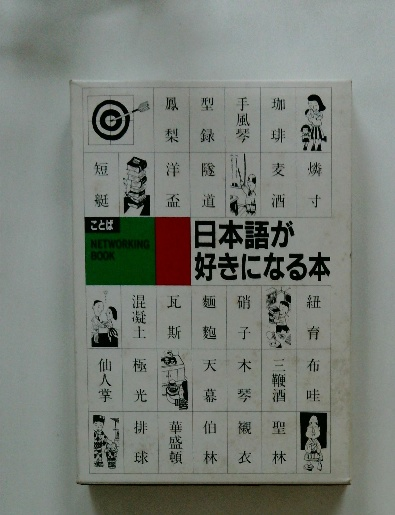 鳳梨
型録
手風琴
珈琲
短艇
洋盃
隧道
麦酒
燐寸
ことば
NETWORKING
BOOK
日本語が
好きになる本
混凝土
瓦斯
麺麭
硝子
紐育
仙人掌
極光
天幕
木琴
三鞭酒
布哇
排球
華盛頓
伯林
襯衣
聖林